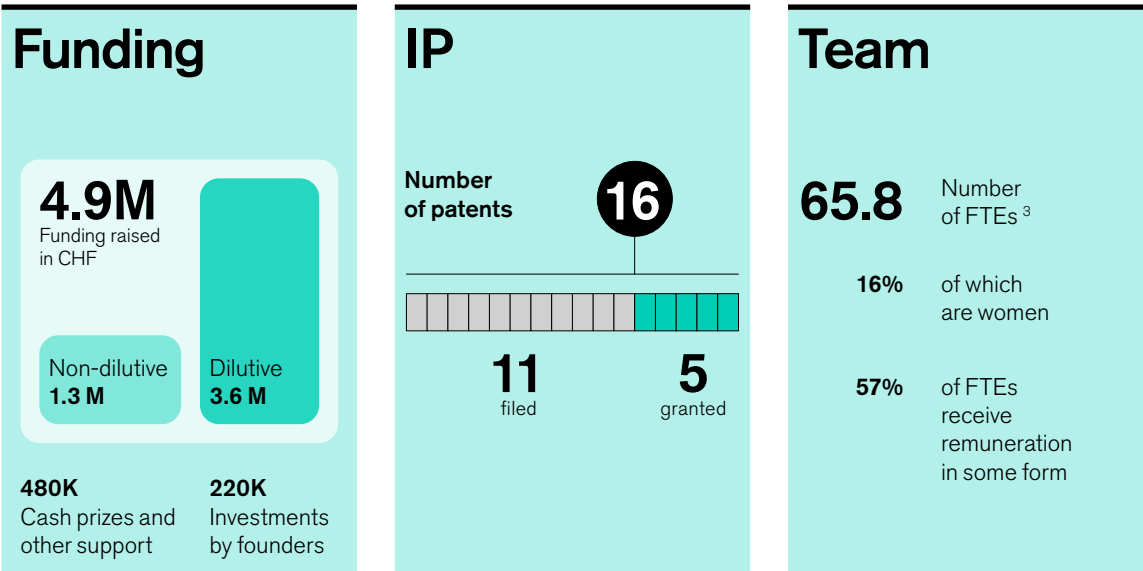 Funding
4.9M
Funding raised
in CHF
Non-dilutive
1.3 M
Dilutive
3.6 M
480K
Cash prizes and
other support
220K
Investments
by founders
IP
Number
of patents
16
11
filed
5
granted
Team
65.8
Number
of FTEs 3
16%
of which
are women
57%
of FTEs
receive
remuneration
in some form